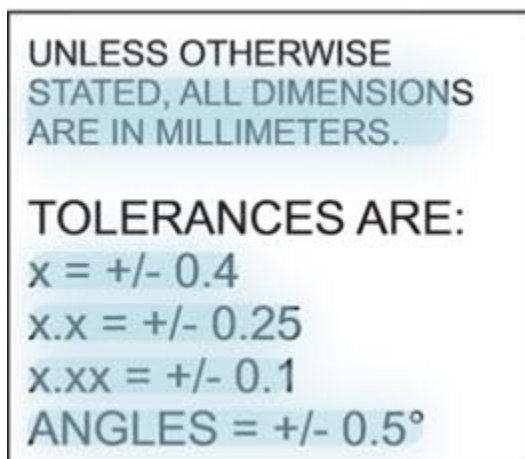 UNLESS OTHERWISE
STATED, ALL DIMENSIONS
ARE IN MILLIMETERS.
TOLERANCES ARE:
x = +/- 0.4
x.x = +/- 0.25
x.xx = +/- 0.1
ANGLES = +/- 0.5°